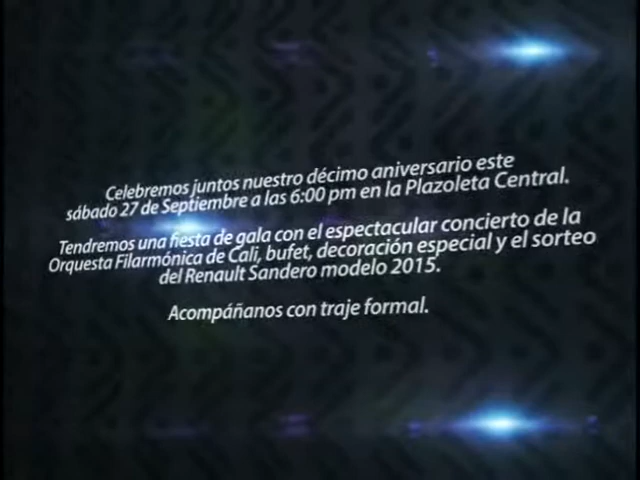 Celebremos juntos nuestro décimo aniversario este
sábado 27 de Septiembre a las 6:00 pm en la Plazoleta Central.
Tendremos una fiesta de gala con el espectacular concierto de la
Orquesta Filarmónica de Cali, bufet, decoración especial y el sorteo
del Renault Sandero modelo 2015.
Acompáñanos con traje formal.